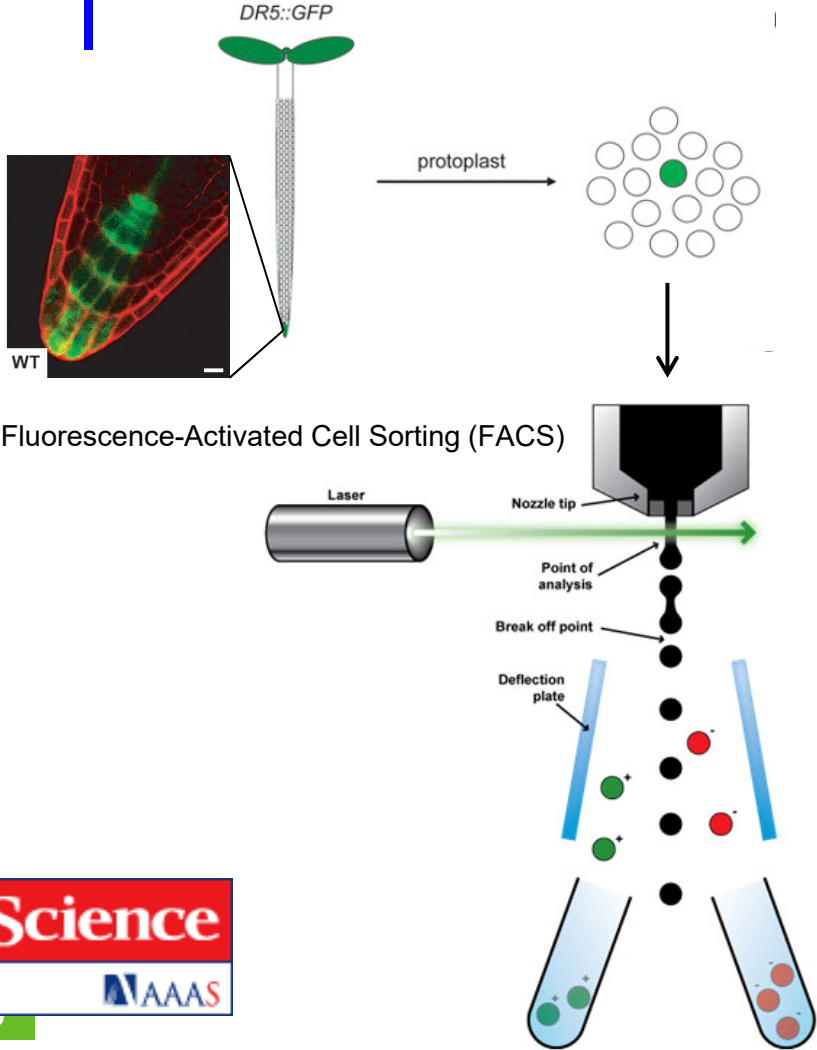 DR5::GFP
protoplast
WT
Fluorescence-Activated Cell Sorting (FACS)
Laser
Nozzle tip
Point of
analysis
Break off point
Deflection
plate
-
+
-
+
Science
AAAS
+
+
-
-
-